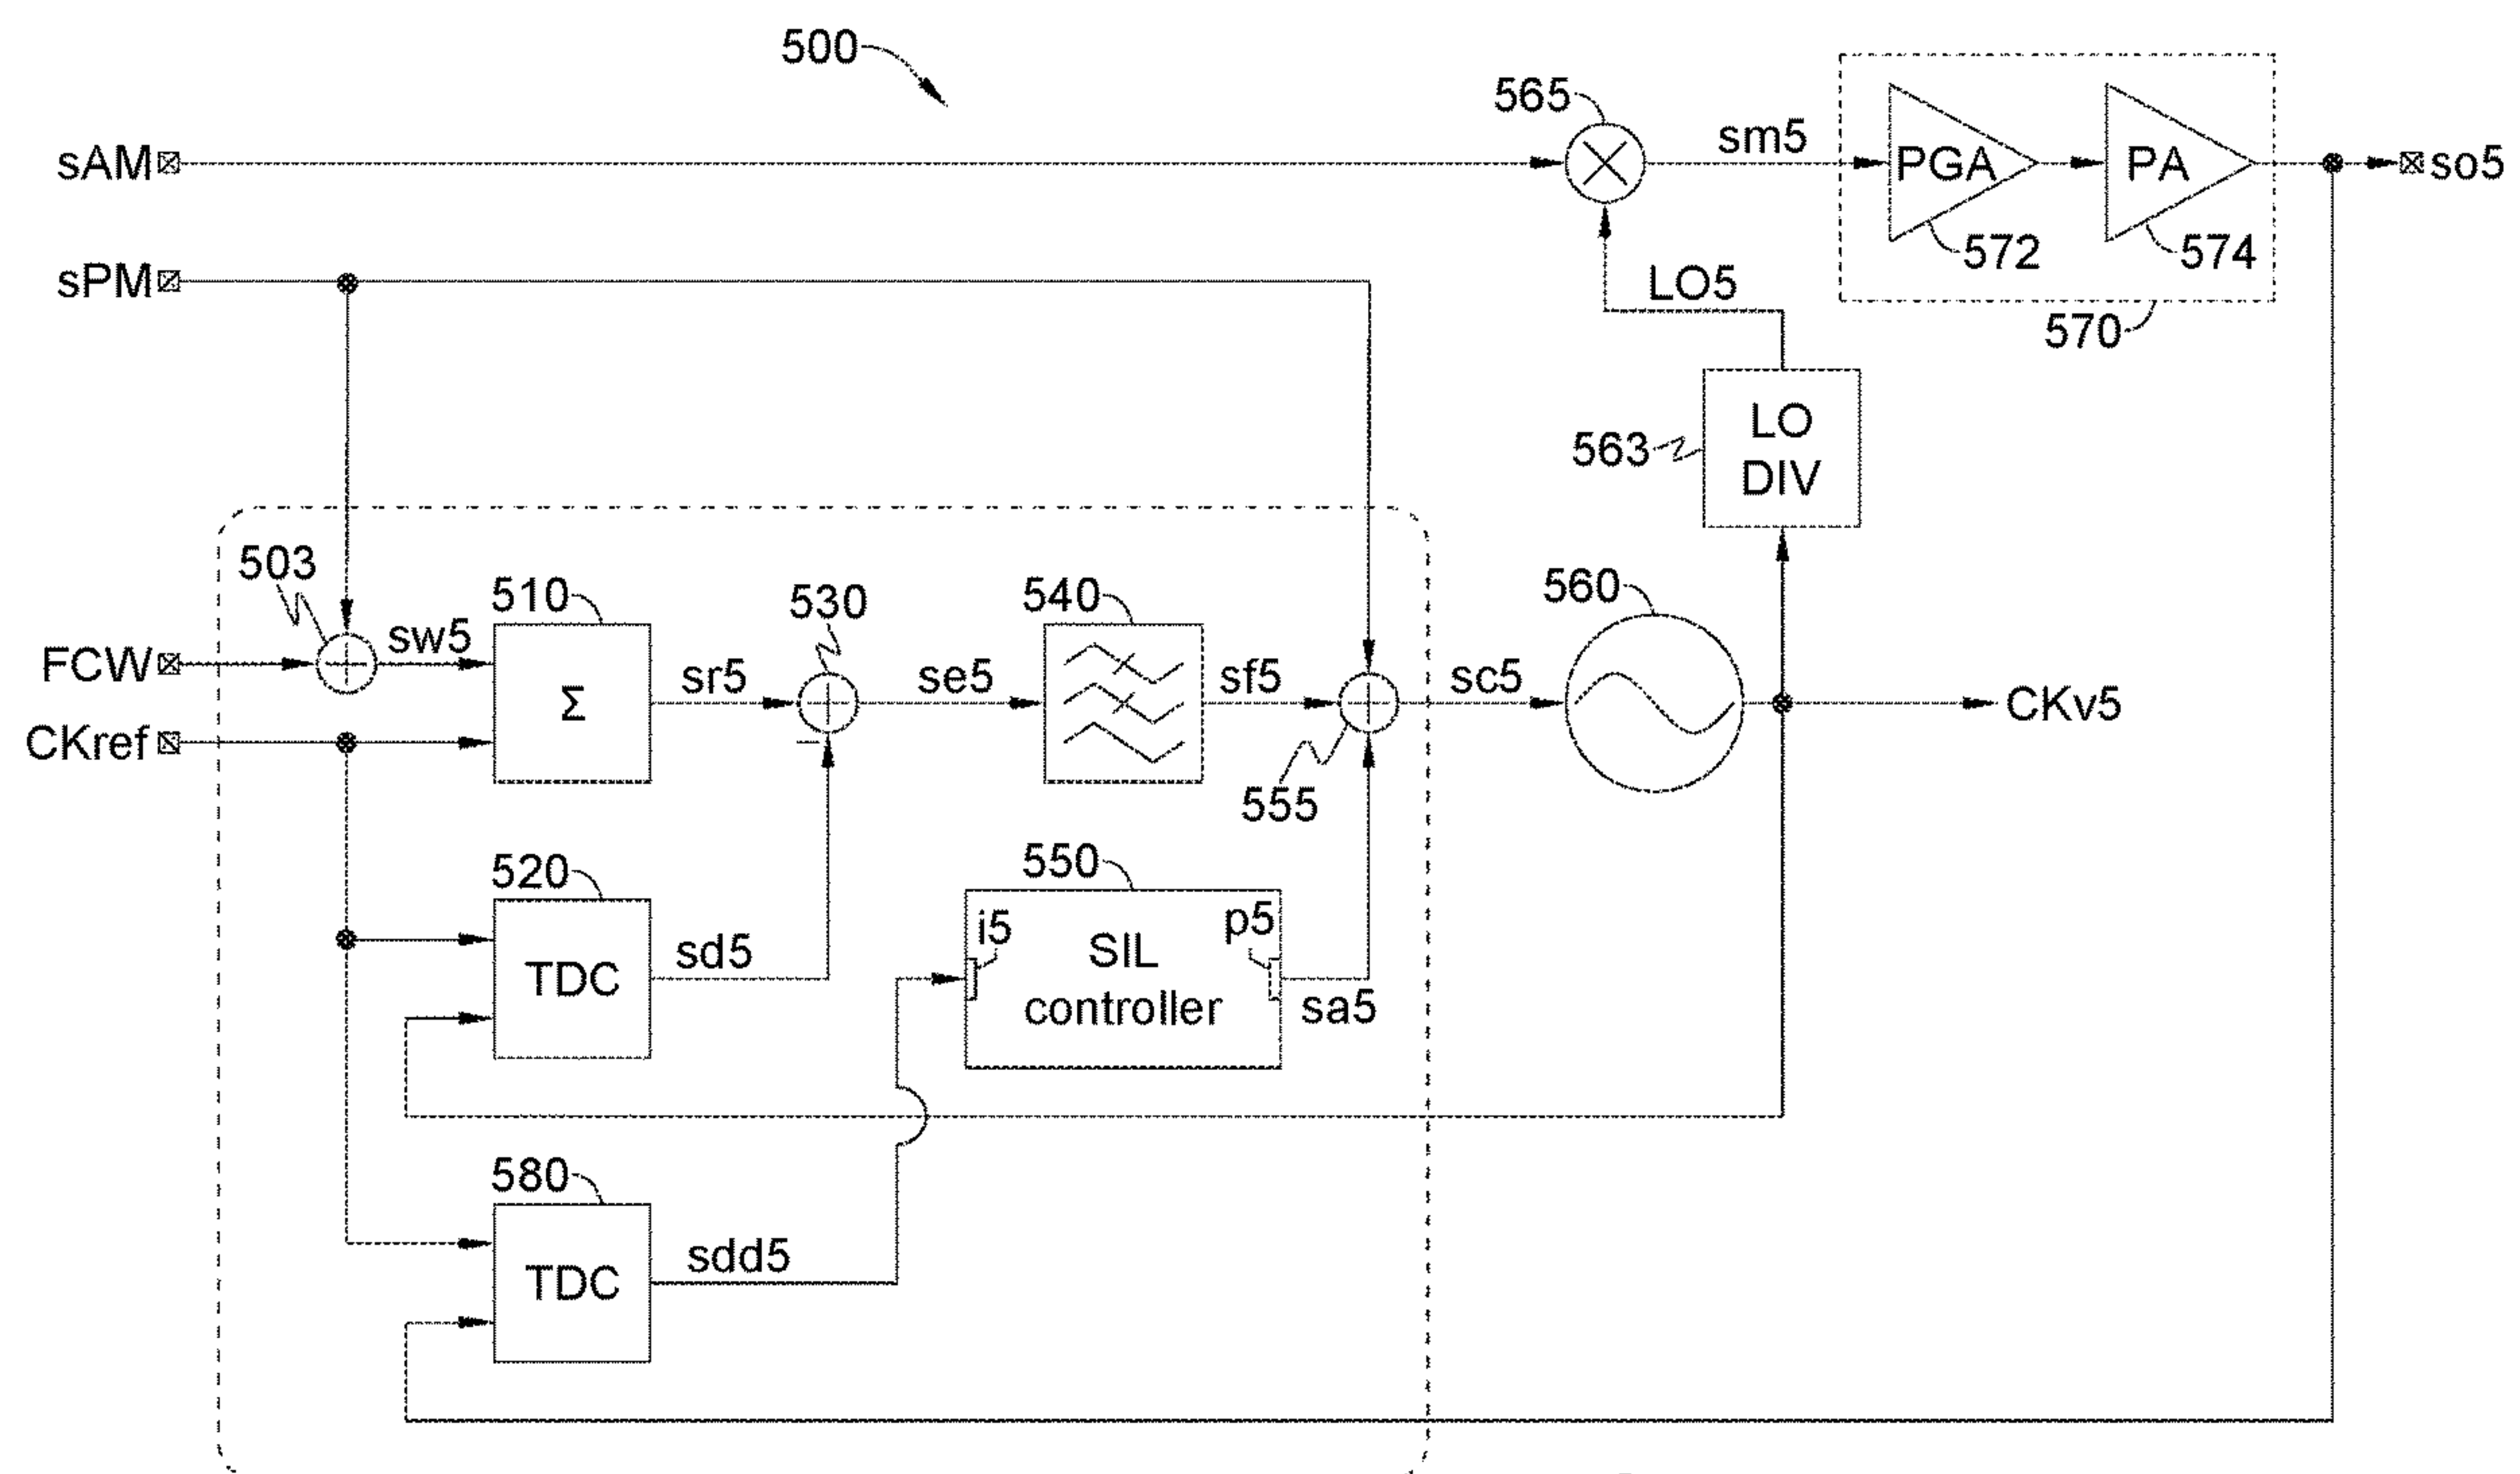 500
565
sAM
sm5
PGA
PA
so5
572
574
sPM
LO5
570
LO
DIV
563
503
510
530
540
560
FCW
sw5
Σ
sr5
se5
sf5
sc5
CKv5
CKref
555
520
550
TDC
sd5
i5
SIL
controller
p5
sa5
580
TDC
sdd5